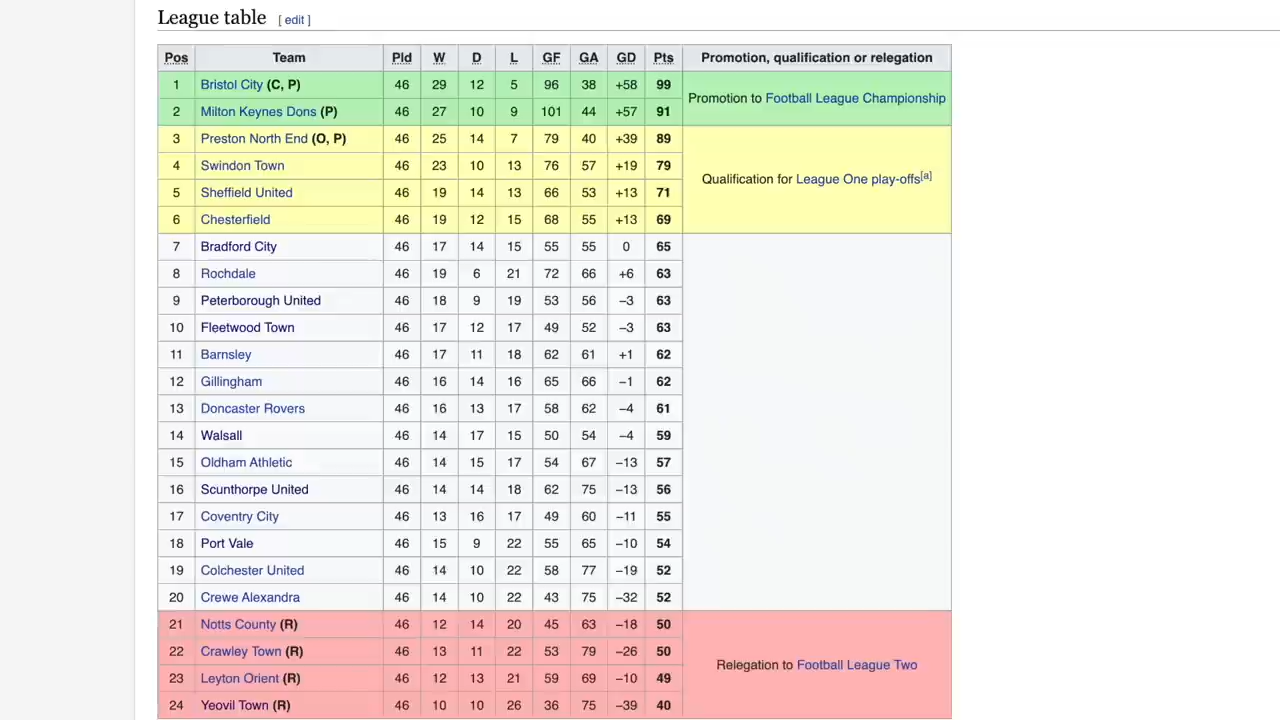 League table [ edit ]
Pos Team Pld W D L GF GA GD Pts Promotion, qualification or relegation
1 Bristol City (C, P) 46 29 12 5 96 38 +58 99 Promotion to Football League Championship
2 Milton Keynes Dons (P) 46 27 10 9 101 44 +57 91
3 Preston North End (O, P) 46 25 14 7 79 40 +39 89 Qualification for League One play-offs[a]
4 Swindon Town 46 23 10 13 76 57 +19 79
5 Sheffield United 46 19 14 13 66 53 +13 71
6 Chesterfield 46 19 12 15 68 55 +13 69
7 Bradford City 46 17 14 15 55 55 0 65
8 Rochdale 46 19 6 21 72 66 +6 63
9 Peterborough United 46 18 9 19 53 56 −3 63
10 Fleetwood Town 46 17 12 17 49 52 −3 63
11 Barnsley 46 17 11 18 62 61 +1 62
12 Gillingham 46 16 14 16 65 66 −1 62
13 Doncaster Rovers 46 16 13 17 58 62 −4 61
14 Walsall 46 14 17 15 50 54 −4 59
15 Oldham Athletic 46 14 15 17 54 67 −13 57
16 Scunthorpe United 46 14 14 18 62 75 −13 56
17 Coventry City 46 13 16 17 49 60 −11 55
18 Port Vale 46 15 9 22 55 65 −10 54
19 Colchester United 46 14 10 22 58 77 −19 52
20 Crewe Alexandra 46 14 10 22 43 75 −32 52
21 Notts County (R) 46 12 14 20 45 63 −18 50 Relegation to Football League Two
22 Crawley Town (R) 46 13 11 22 53 79 −26 50
23 Leyton Orient (R) 46 12 13 21 59 69 −10 49
24 Yeovil Town (R) 46 10 10 26 36 75 −39 40